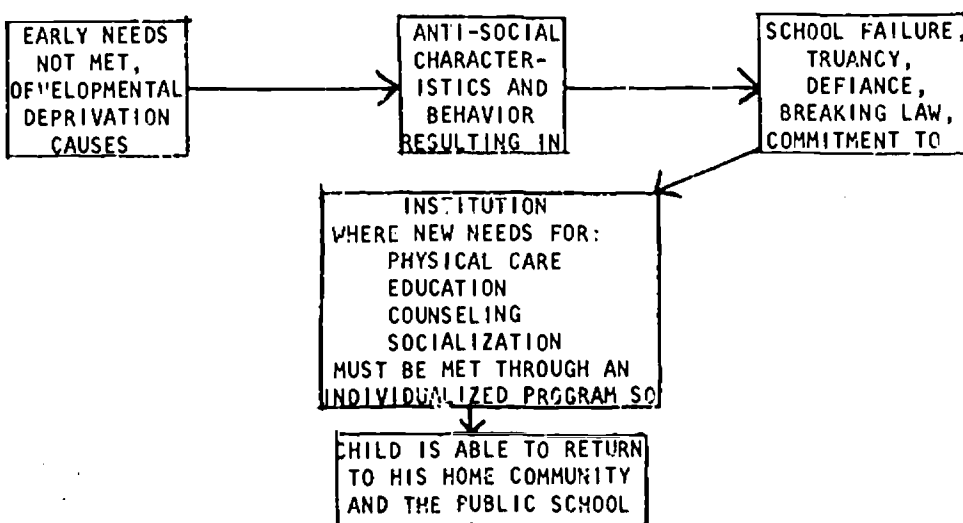 EARLY NEEDS
NOT MET,
DEVELOPMENTAL
DEPRIVATION
CAUSES
ANTI-SOCIAL
CHARACTER-
ISTICS AND
BEHAVIOR
RESULTING IN
SCHOOL FAILURE,
TRUANCY,
DEFIANCE,
BREAKING LAW,
COMMITMENT TO
INSTITUTION
WHERE NEW NEEDS FOR:
PHYSICAL CARE
EDUCATION
COUNSELING
SOCIALIZATION
MUST BE MET THROUGH AN
INDIVIDUALIZED PROGRAM SO
CHILD IS ABLE TO RETURN
TO HIS HOME COMMUNITY
AND THE PUBLIC SCHOOL